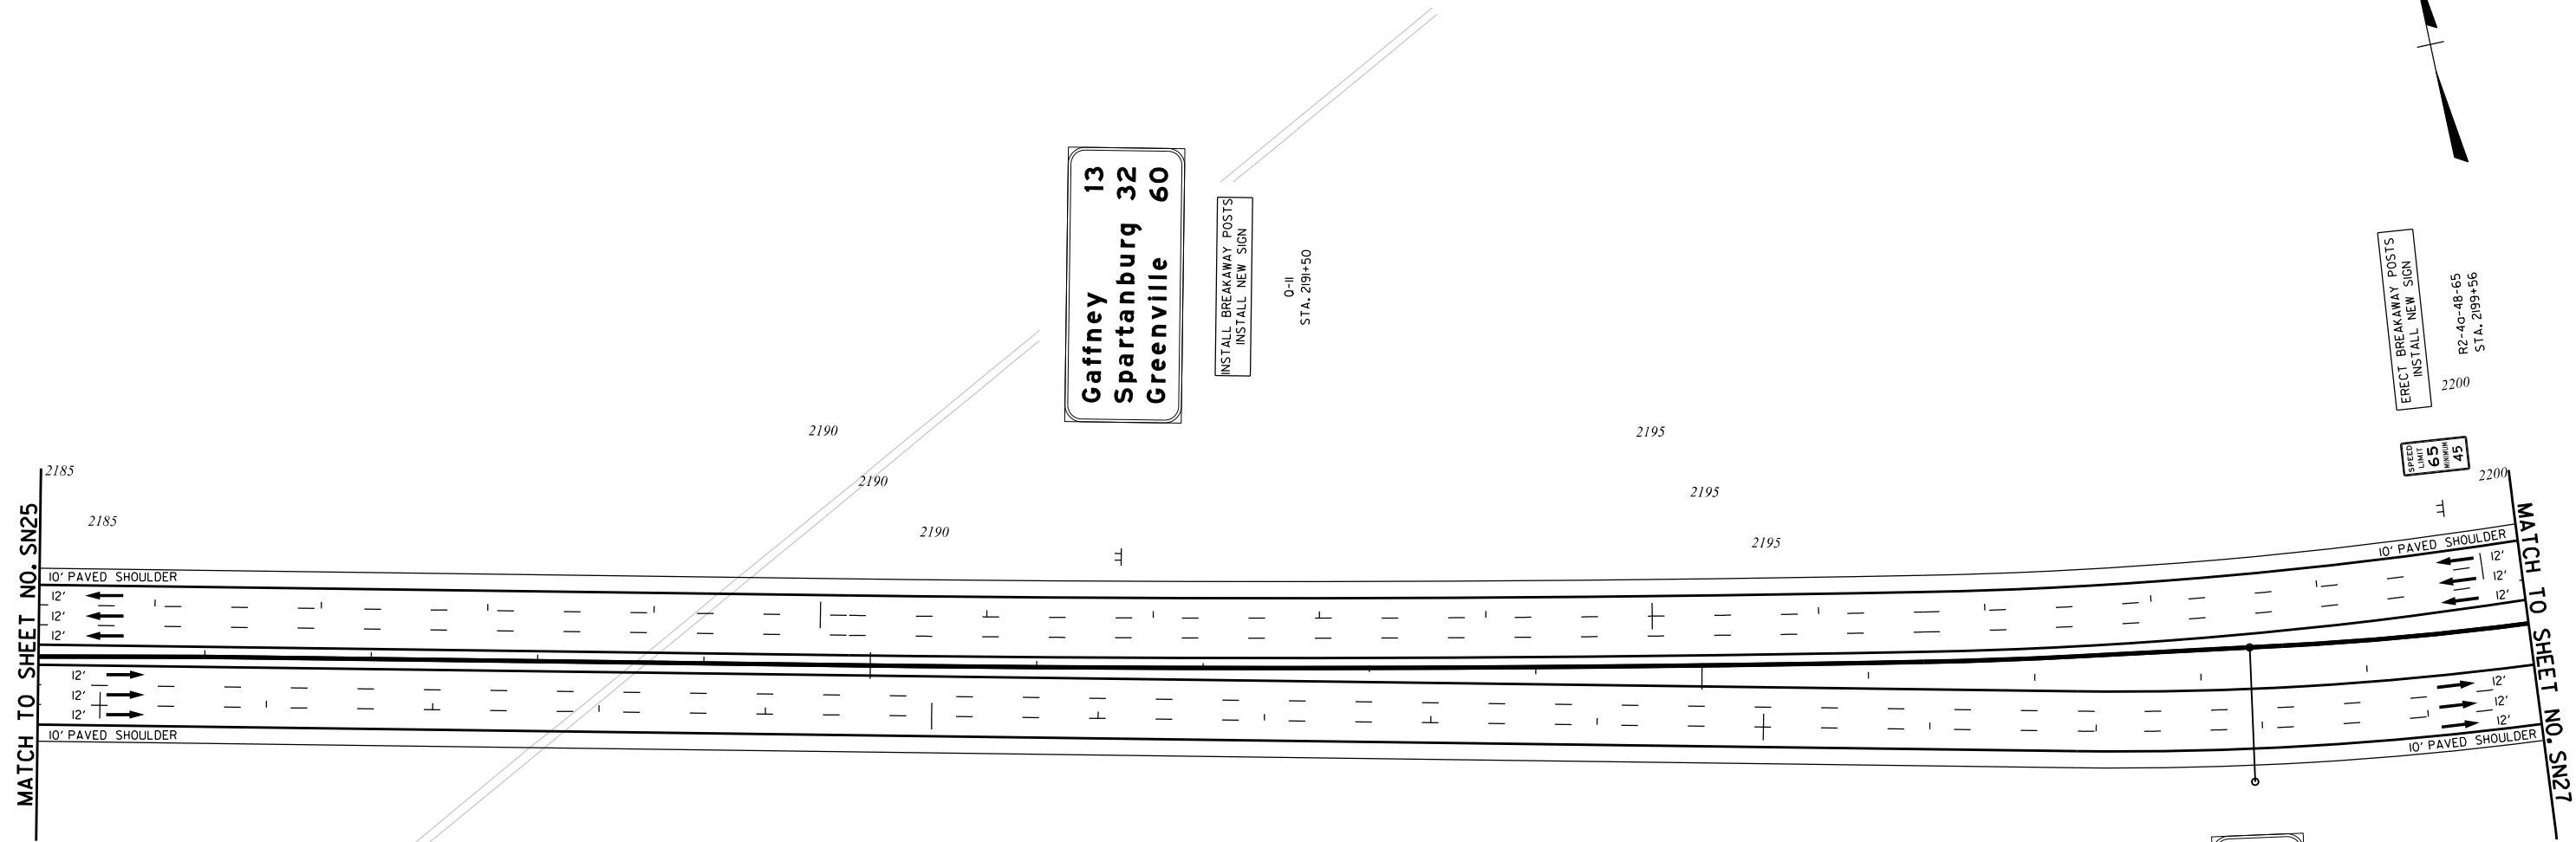 Gaffney 13
Spartanburg 32
Greenville 60
INSTALL BREAKAWAY POSTS
INSTALL NEW SIGN
Q-11
STA. 2191+50
ERECT BREAKAWAY POSTS
INSTALL NEW SIGN
R2-4a-48-65
STA. 2199+56
2200
SPEED
LIMIT
65
MINIMUM
45
2190
2195
2185
2190
2195
2200
2185
2190
2195
MATCH TO SHEET NO. SN25
MATCH TO SHEET NO. SN27
10' PAVED SHOULDER
10' PAVED SHOULDER
12'
12'
12'
12'
12'
12'
12'
12'
12'
12'
12'
12'
10' PAVED SHOULDER
10' PAVED SHOULDER